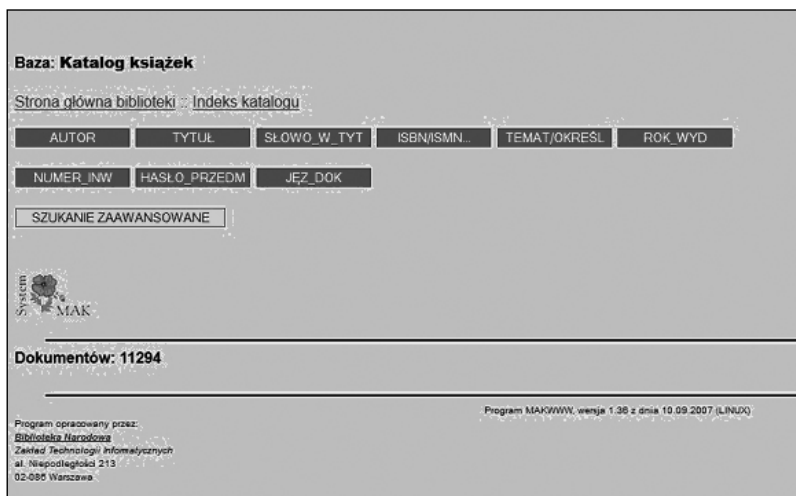 Baza: Katalog książek
Strona główna biblioteki :: Indeks katalogu
AUTOR TYTUŁ SŁOWO_W_TYT ISBN/ISMN... TEMAT/OKREŚL ROK_WYD
NUMER_INW HASŁO_PRZEDM JĘZ_DOK
SZUKANIE ZAAWANSOWANE
System MAK
Dokumentów: 11294
Program MAKWWW, wersja 1.36 z dnia 10.09.2007 (LINUX)
Program opracowany przez:
Biblioteka Narodowa
Zakład Technologii Informatycznych
al. Niepodległości 213
02-086 Warszawa